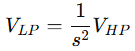 V_{LP} = \frac{1}{s^2} V_{HP}